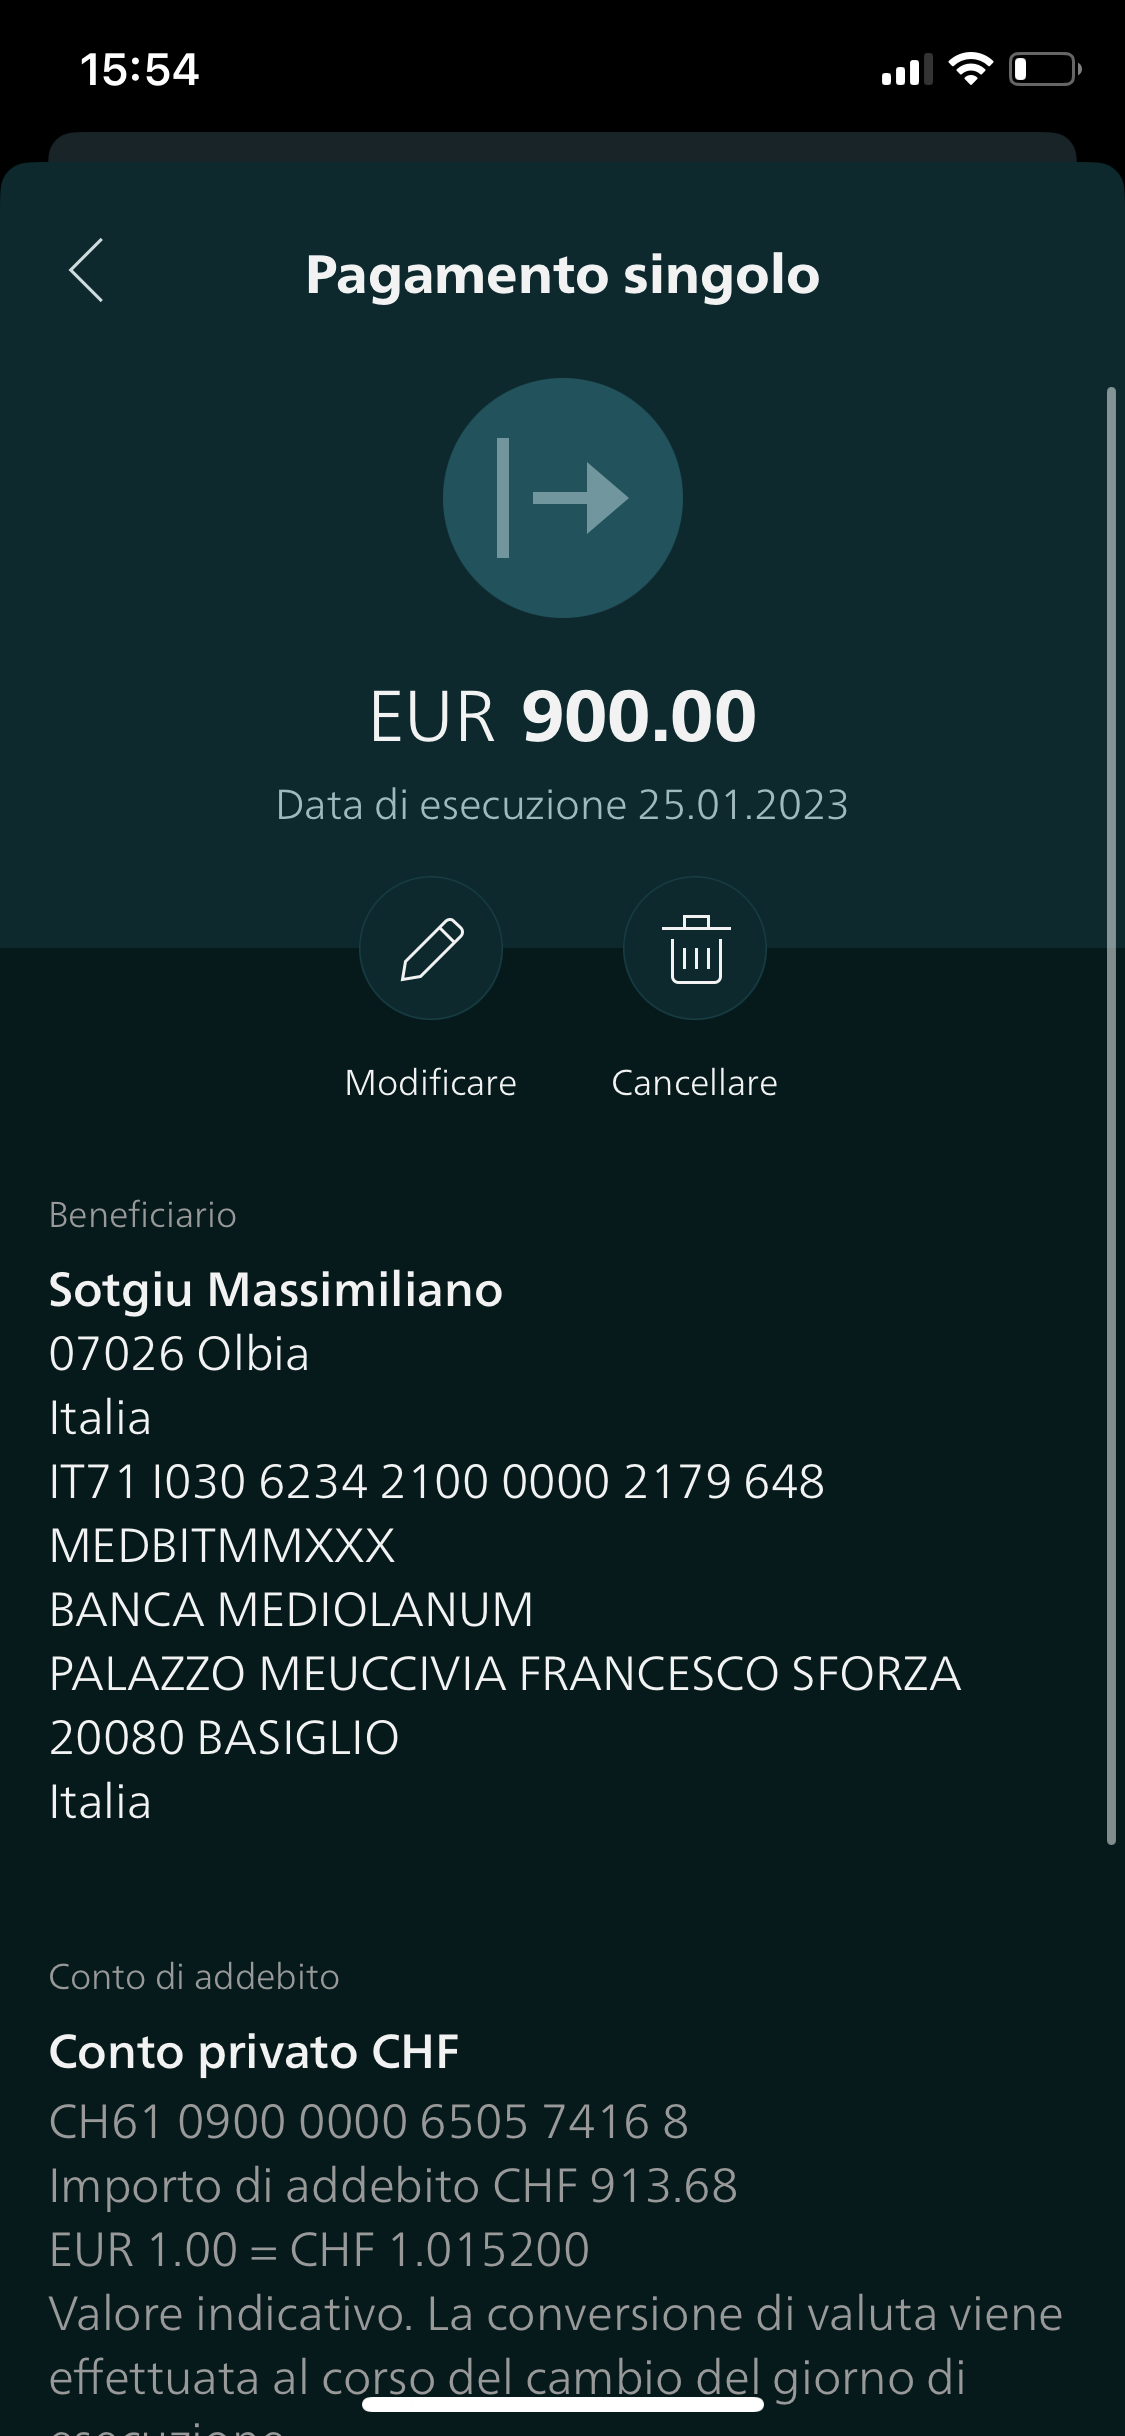 15:54
Pagamento singolo
EUR 900.00
Data di esecuzione 25.01.2023
Modificare
Cancellare
Beneficiario
Sotgiu Massimiliano
07026 Olbia
Italia
IT71 I030 6234 2100 0000 2179 648
MEDBITMMXXX
BANCA MEDIOLANUM
PALAZZO MEUCCIVIA FRANCESCO SFORZA
20080 BASIGLIO
Italia
Conto di addebito
Conto privato CHF
CH61 0900 0000 6505 7416 8
Importo di addebito CHF 913.68
EUR 1.00 = CHF 1.015200
Valore indicativo. La conversione di valuta viene
effettuata al corso del cambio del giorno di
esecuzione